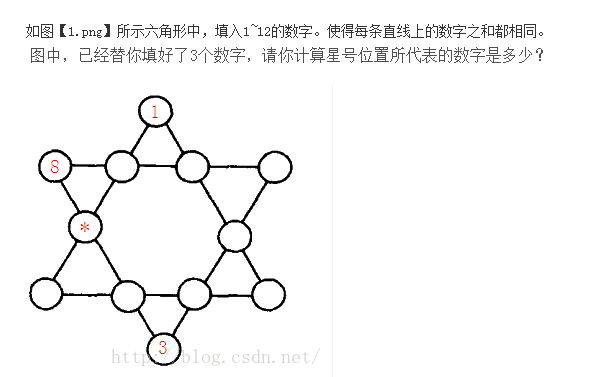 如图【1.png】所示六角形中，填入1~12的数字。使得每条直线上的数字之和都相同。
图中，已经替你填好了3个数字，请你计算星号位置所代表的数字是多少？
1
8
*
3
http://blog.csdn.net/